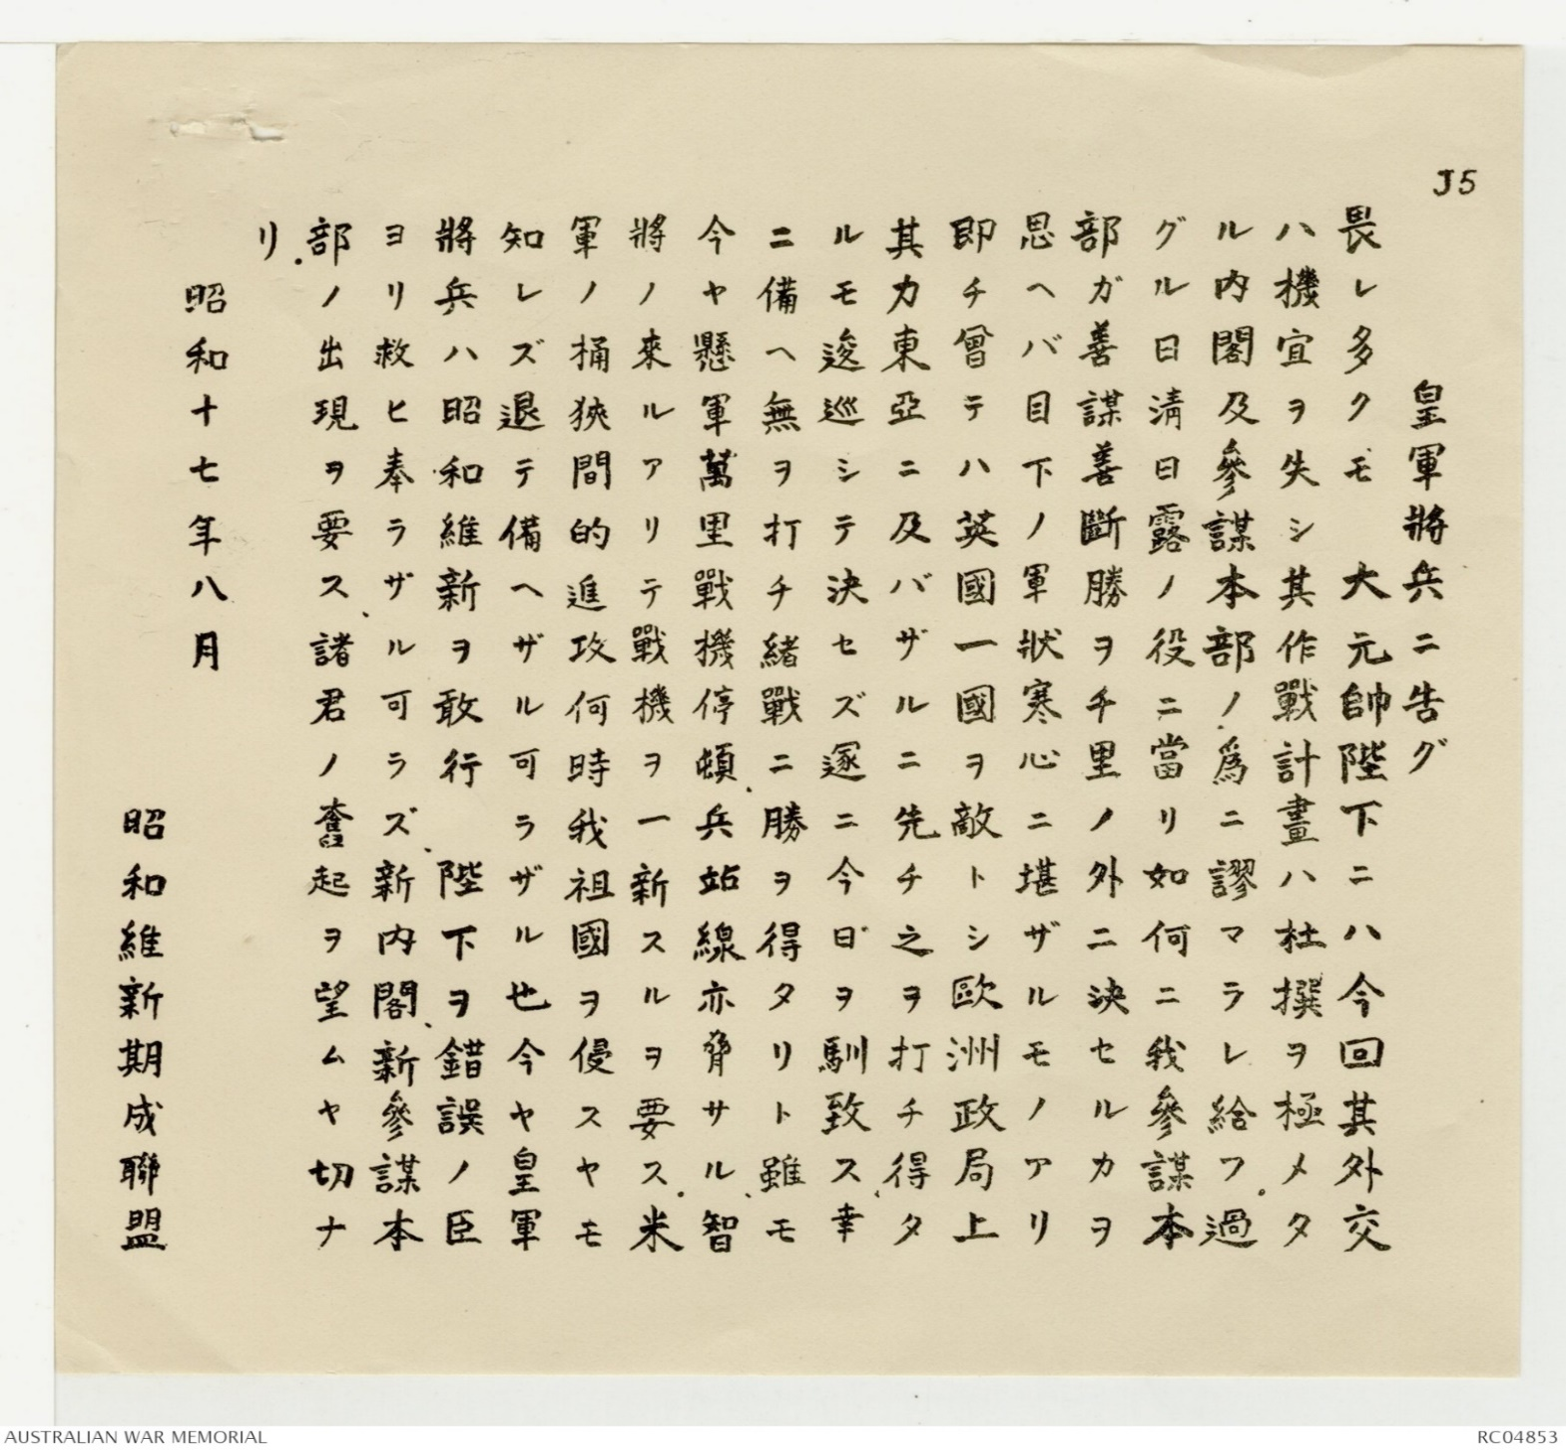 J5
皇軍將兵ニ告グ
畏レ多クモ　大元帥陛下ニハ今回其外交
ハ機宜ヲ失シ其作戰計畫ハ杜撰ヲ極メタ
ル內閣及參謀本部ノ爲ニ謬マラレ給フ。過
グル日淸日露ノ役ニ當リ如何ニ我參謀本
部ガ善謀善斷勝ヲ千里ノ外ニ決セルカヲ
思ヘバ目下ノ軍狀寒心ニ堪ザルモノアリ
即チ曾テハ英國一國ヲ敵トシ歐洲政局上
其力東亞ニ及バザルニ先チ之ヲ打チ得タ
ルモ逡巡シテ決セズ遂ニ今日ヲ馴致ス、幸
ニ備ヘ無ヲ打チ緒戰ニ勝ヲ得タリト雖モ
今ヤ懸軍萬里戰機停頓、兵站線亦脅サル、智
將ノ來ルアリテ戰機ヲ一新スルヲ要ス。米
軍ノ桶狹間的進攻何時我祖國ヲ侵スヤモ
知レズ退テ備ヘザル可ラザル也今ヤ皇軍
將兵ハ昭和維新ヲ敢行　陛下ヲ錯誤ノ臣
ヨリ救ヒ奉ラザル可ラズ、新內閣、新參謀本
部ノ出現ヲ要ス、諸君ノ奮起ヲ望ムヤ切ナ
リ。
昭和十七年八月
昭和維新期成聯盟
AUSTRALIAN WAR MEMORIAL
RC04853